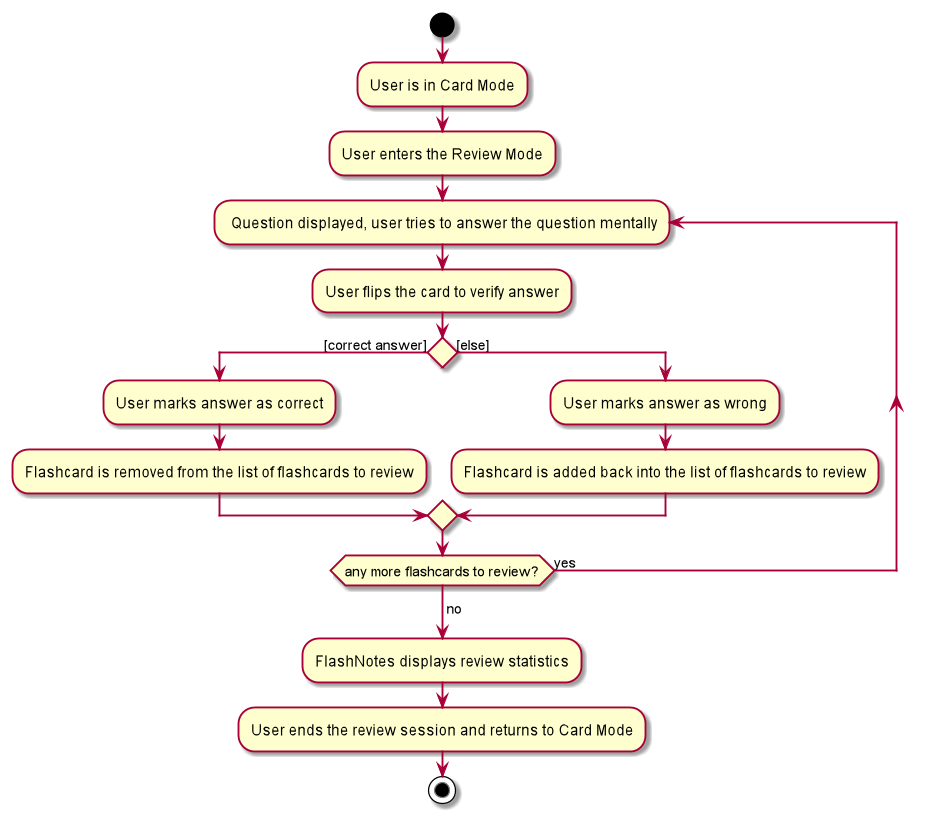 User is in Card Mode
User enters the Review Mode
Question displayed, user tries to answer the question mentally
User flips the card to verify answer
[correct answer]
[else]
User marks answer as correct
User marks answer as wrong
Flashcard is removed from the list of flashcards to review
Flashcard is added back into the list of flashcards to review
any more flashcards to review?
yes
no
FlashNotes displays review statistics
User ends the review session and returns to Card Mode